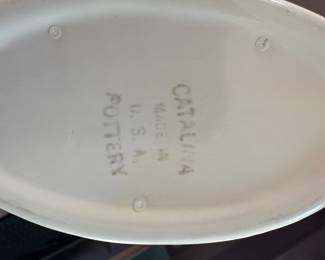 CATALINA
MADE IN
U. S. A.
POTTERY